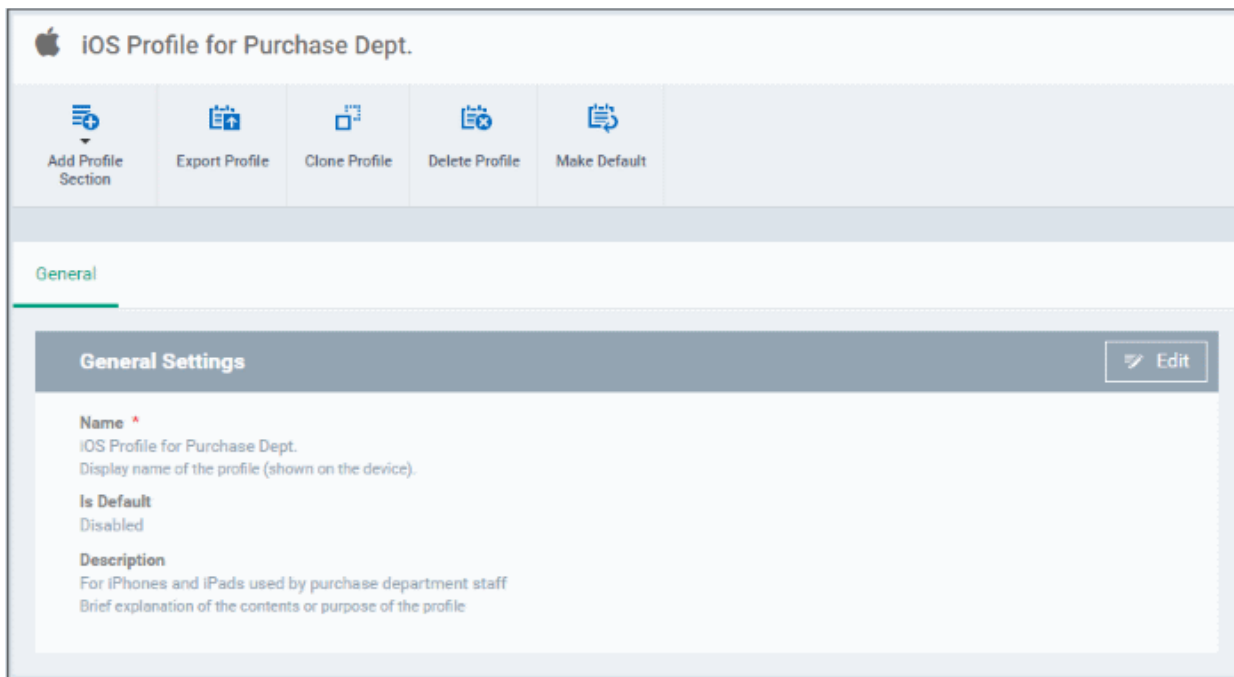 iOS Profile for Purchase Dept.
Add Profile
Section
Export Profile
Clone Profile
Delete Profile
Make Default
General
General Settings
Edit
Name *
iOS Profile for Purchase Dept.
Display name of the profile (shown on the device).
Is Default
Disabled
Description
For iPhones and iPads used by purchase department staff
Brief explanation of the contents or purpose of the profile